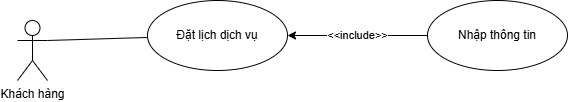 Đặt lịch dịch vụ
<<include>>
Nhập thông tin
Khách hàng